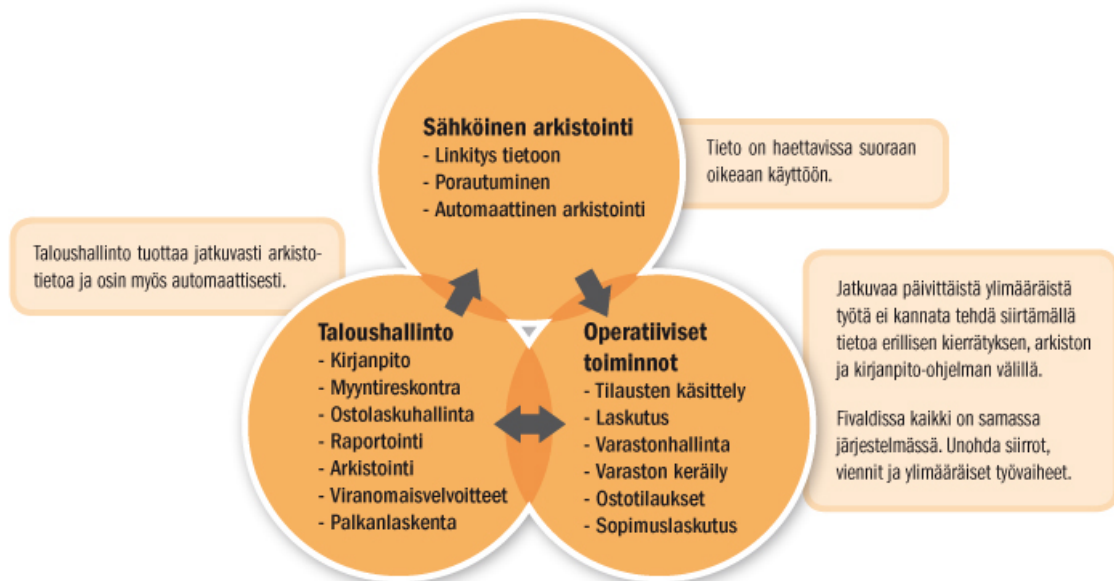 Sähköinen arkistointi
- Linkitys tietoon
- Porautuminen
- Automaattinen arkistointi
Tieto on haettavissa suoraan
oikeaan käyttöön.
Taloushallinto tuottaa jatkuvasti arkisto-
tietoa ja osin myös automaattisesti.
Taloushallinto
- Kirjanpito
- Myyntireskontra
- Ostolaskuhallinta
- Raportointi
- Arkistointi
- Viranomaisvelvoitteet
- Palkanlaskenta
Operatiiviset
toiminnot
- Tilausten käsittely
- Laskutus
- Varastonhallinta
- Varaston keräily
- Ostotilaukset
- Sopimuslaskutus
Jatkuvaa päivittäistä ylimääräistä
työtä ei kannata tehdä siirtämällä
tietoa erillisen kierrätyksen, arkiston
ja kirjanpito-ohjelman välillä.
Fivaldissa kaikki on samassa
järjestelmässä. Unohda siirrot,
viennit ja ylimääräiset työvaiheet.